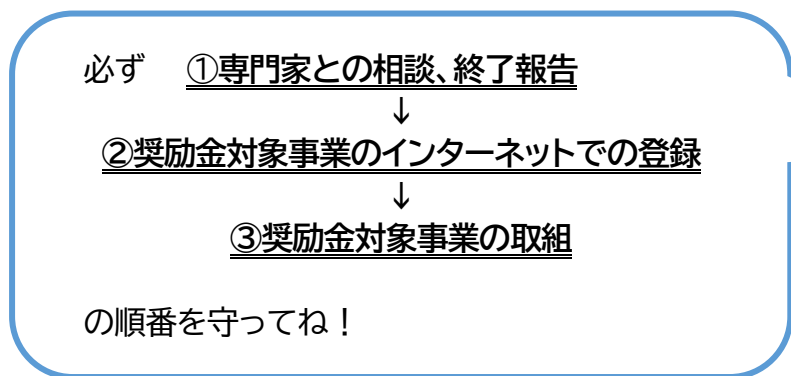 必ず　①専門家との相談、終了報告
↓
②奨励金対象事業のインターネットでの登録
↓
③奨励金対象事業の取組
の順番を守ってね！